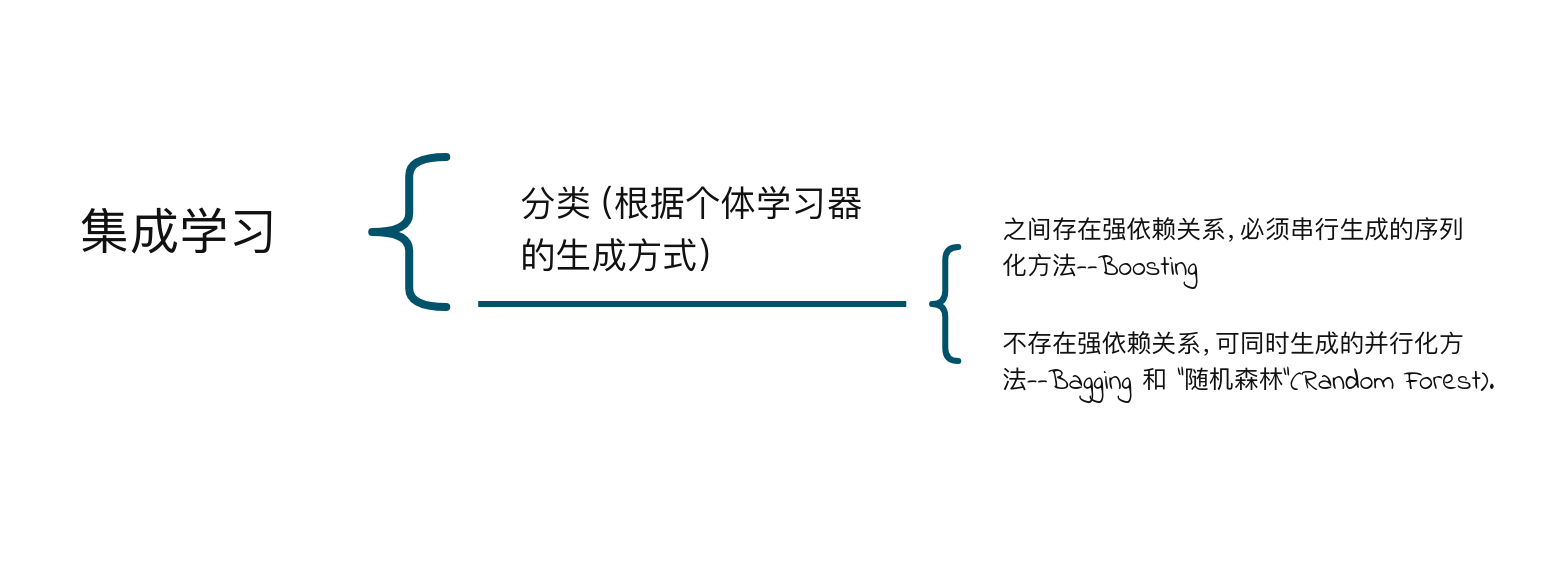 集成学习
分类 (根据个体学习器
的生成方式)
之间存在强依赖关系, 必须串行生成的序列
化方法--Boosting
不存在强依赖关系, 可同时生成的并行化方
法--Bagging 和 "随机森林"(Random Forest).